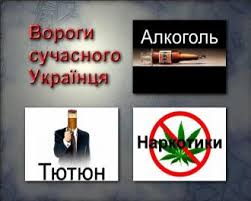 Вороги
сучасного
Українця
Алкоголь
Тютюн
Наркотики